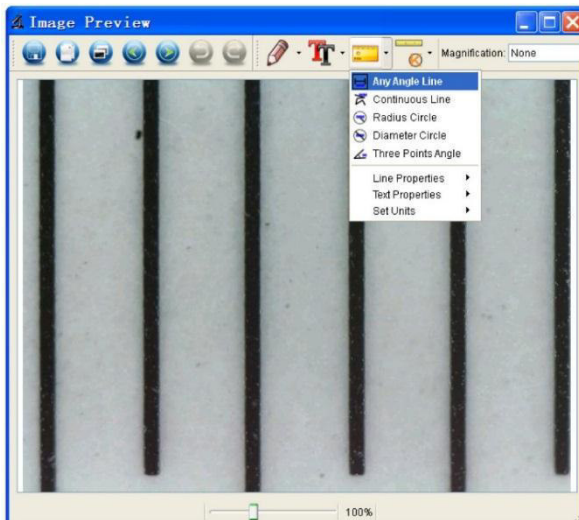 Image Preview
TT
Magnification: None
Any Angle Line
Continuous Line
Radius Circle
Diameter Circle
Three Points Angle
Line Properties
Text Properties
Set Units
100%